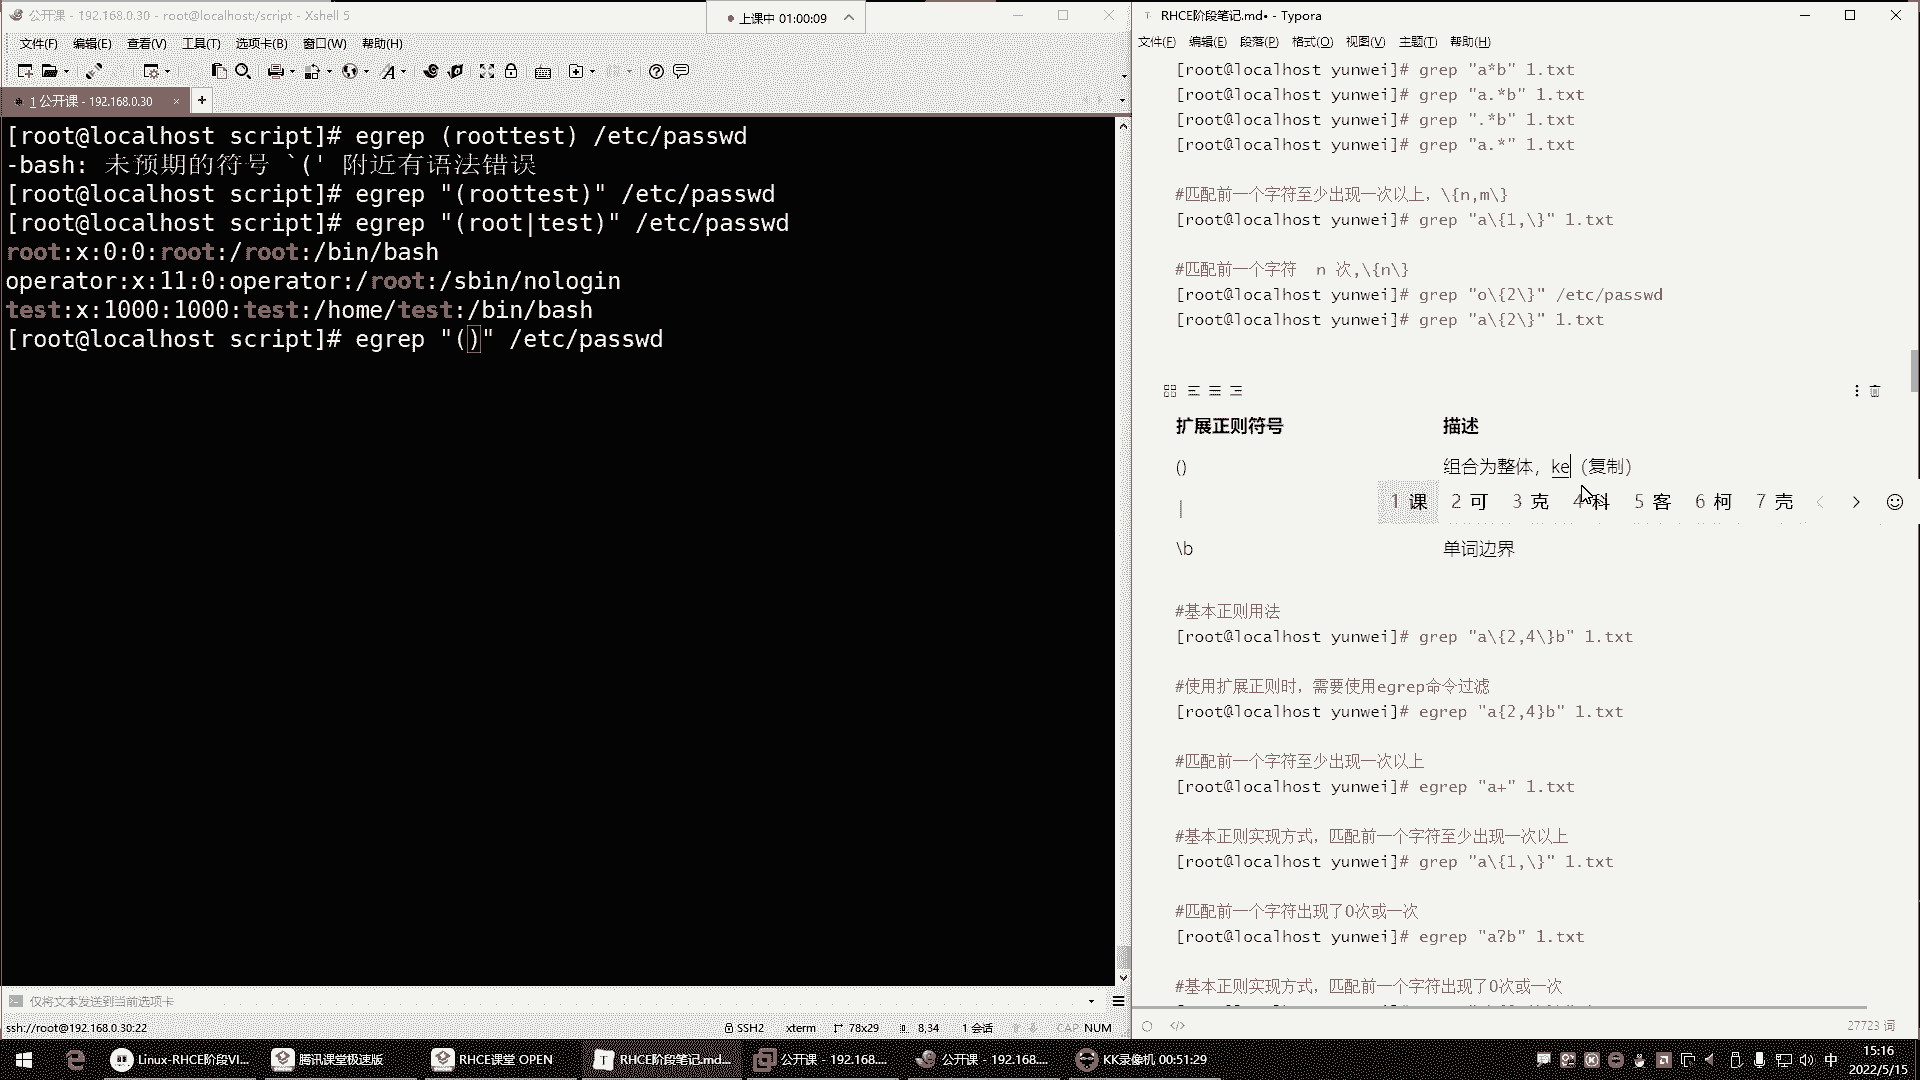 公开课 - 192.168.0.30 - root@localhost:/script - Xshell 5
上课中 01:00:09
文件(F) 编辑(E) 查看(V) 工具(T) 选项卡(B) 窗口(W) 帮助(H)
1 公开课 - 192.168.0.30 × +
[root@localhost script]# egrep (roottest) /etc/passwd
-bash: 未预期的符号 `(' 附近有语法错误
[root@localhost script]# egrep "(roottest)" /etc/passwd
[root@localhost script]# egrep "(root|test)" /etc/passwd
root:x:0:0:root:/root:/bin/bash
operator:x:11:0:operator:/root:/sbin/nologin
test:x:1000:1000:test:/home/test:/bin/bash
[root@localhost script]# egrep "()" /etc/passwd
仅将文本发送到当前选项卡
ssh://root@192.168.0.30:22 SSH2 xterm 78x29 8,34 1 会话 CAP NUM
RHCE阶段笔记.md• - Typora
文件(F) 编辑(E) 段落(P) 格式(O) 视图(V) 主题(T) 帮助(H)
[root@localhost yunwei]# grep "a*b" 1.txt
[root@localhost yunwei]# grep "a.*b" 1.txt
[root@localhost yunwei]# grep ".*b" 1.txt
[root@localhost yunwei]# grep "a.*" 1.txt
#匹配前一个字符至少出现一次以上，\{n,m\}
[root@localhost yunwei]# grep "a\{1,\}" 1.txt
#匹配前一个字符 n 次,\{n\}
[root@localhost yunwei]# grep "o\{2\}" /etc/passwd
[root@localhost yunwei]# grep "a\{2\}" 1.txt
扩展正则符号 描述
() 组合为整体，ke（复制）
1 课 2 可 3 克 4 科 5 客 6 柯 7 壳
|
\b 单词边界
#基本正则用法
[root@localhost yunwei]# grep "a\{2,4\}b" 1.txt
#使用扩展正则时，需要使用egrep命令过滤
[root@localhost yunwei]# egrep "a{2,4}b" 1.txt
#匹配前一个字符至少出现一次以上
[root@localhost yunwei]# egrep "a+" 1.txt
#基本正则实现方式，匹配前一个字符至少出现一次以上
[root@localhost yunwei]# grep "a\{1,\}" 1.txt
#匹配前一个字符出现了0次或一次
[root@localhost yunwei]# egrep "a?b" 1.txt
#基本正则实现方式，匹配前一个字符出现了0次或一次
27723 词
Linux-RHCE阶段VI... 腾讯课堂极速版 RHCE课堂 OPEN RHCE阶段笔记.md... 公开课 - 192.168.... 公开课 - 192.168.... KK录像机 00:51:29 中 15:16
2022/5/15